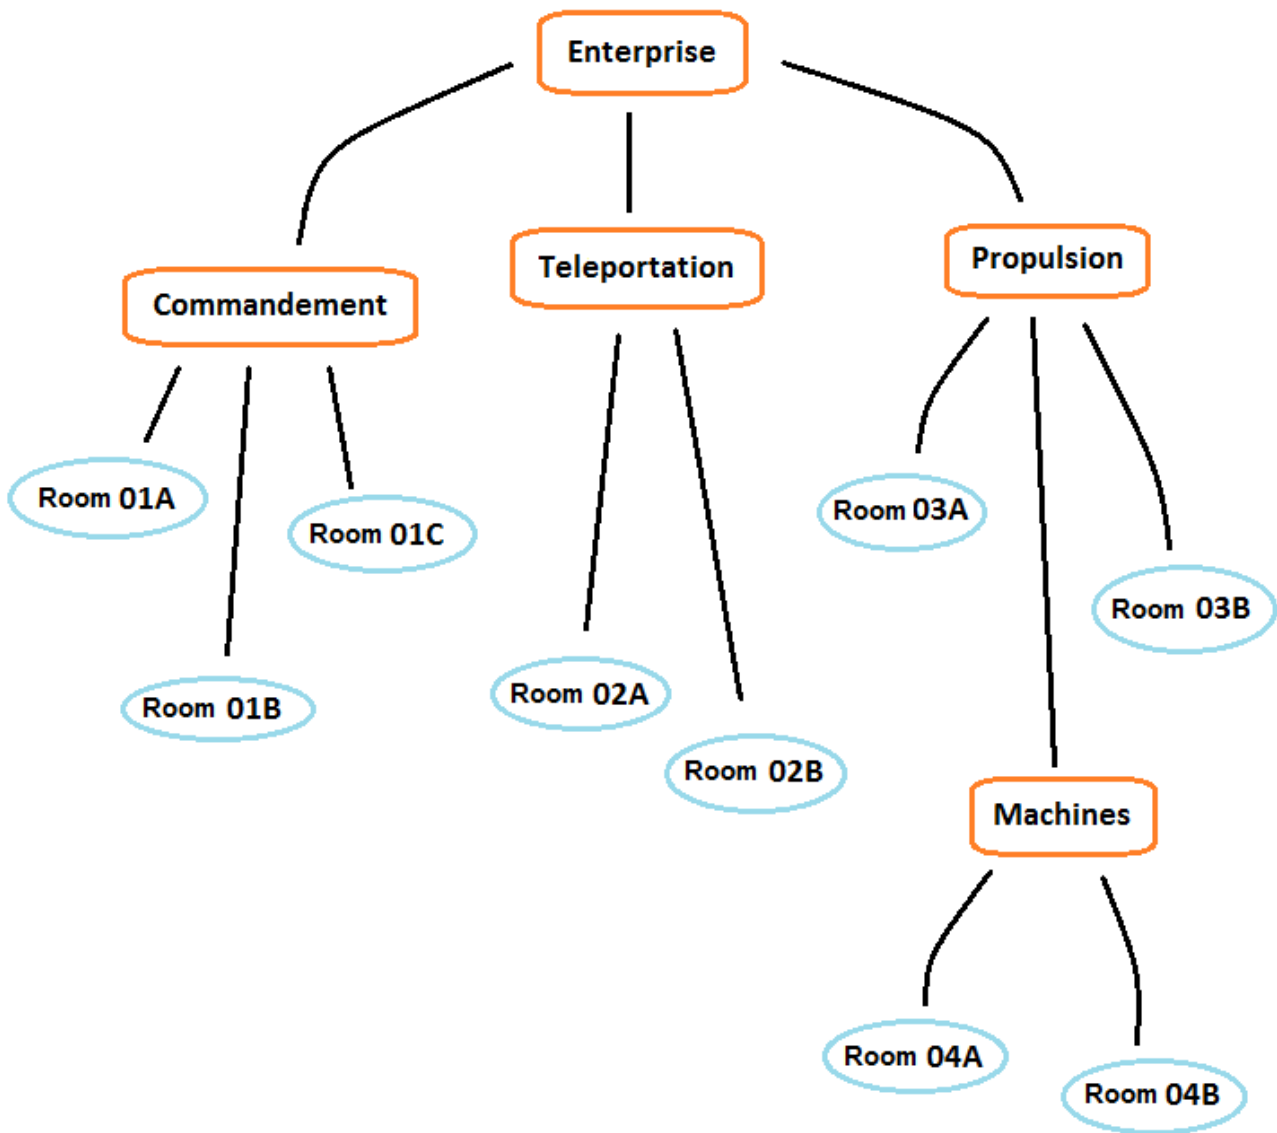 Enterprise
Commandement
Teleportation
Propulsion
Room 01A
Room 01B
Room 01C
Room 02A
Room 02B
Room 03A
Room 03B
Machines
Room 04A
Room 04B